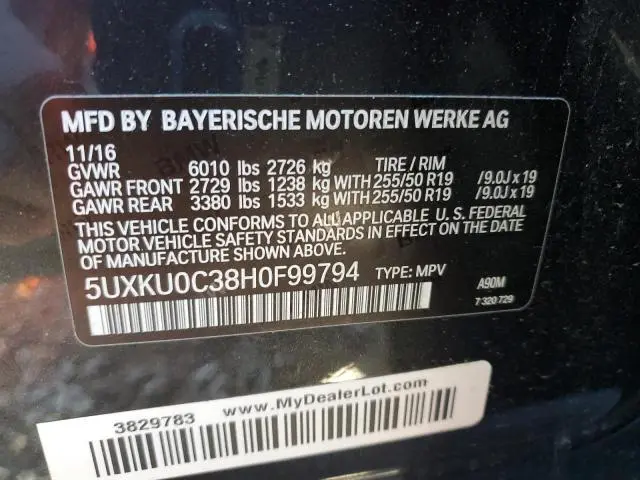 MFD BY BAYERISCHE MOTOREN WERKE AG
11/16
GVWR 6010 lbs 2726 kg TIRE / RIM
GAWR FRONT 2729 lbs 1238 kg WITH 255/50 R19 /9.0J x 19
GAWR REAR 3380 lbs 1533 kg WITH 255/50 R19 /9.0J x 19
THIS VEHICLE CONFORMS TO ALL APPLICABLE U. S. FEDERAL
MOTOR VEHICLE SAFETY STANDARDS IN EFFECT ON THE DATE
OF MANUFACTURE SHOWN ABOVE.
5UXKU0C38H0F99794 TYPE: MPV A90M
7 320 729
3829783 www.MyDealerLot.com